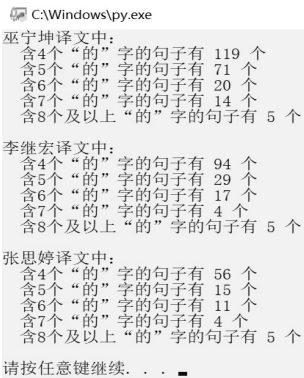 C:\Windows\py.exe
巫宁坤译文中：
含4个“的”字的句子有 119 个
含5个“的”字的句子有 71 个
含6个“的”字的句子有 20 个
含7个“的”字的句子有 14 个
含8个及以上“的”字的句子有 5 个
李继宏译文中：
含4个“的”字的句子有 94 个
含5个“的”字的句子有 29 个
含6个“的”字的句子有 17 个
含7个“的”字的句子有 4 个
含8个及以上“的”字的句子有 5 个
张思婷译文中：
含4个“的”字的句子有 56 个
含5个“的”字的句子有 15 个
含6个“的”字的句子有 11 个
含7个“的”字的句子有 4 个
含8个及以上“的”字的句子有 5 个
请按任意键继续. . .